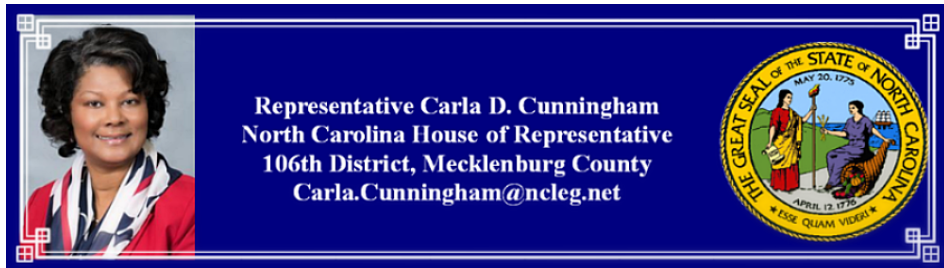 Representative Carla D. Cunningham
North Carolina House of Representative
106th District, Mecklenburg County
Carla.Cunningham@ncleg.net
THE GREAT SEAL OF THE STATE OF NORTH CAROLINA
MAY 20, 1775
APRIL 12, 1776
ESSE QUAM VIDERI